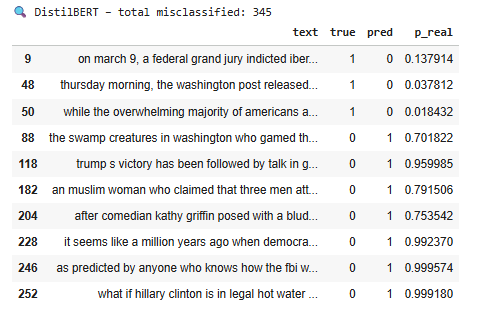 🔍 DistilBERT – total misclassified: 345
text true pred p_real
9 on march 9, a federal grand jury indicted iber... 1 0 0.137914
48 thursday morning, the washington post released... 1 0 0.037812
50 while the overwhelming majority of americans a... 1 0 0.018432
88 the swamp creatures in washington who gamed th... 0 1 0.701822
118 trump s victory has been followed by talk in g... 0 1 0.959985
182 an muslim woman who claimed that three men att... 0 1 0.791506
204 after comedian kathy griffin posed with a blud... 0 1 0.753542
228 it seems like a million years ago when democra... 0 1 0.992370
246 as predicted by anyone who knows how the fbi w... 0 1 0.999574
252 what if hillary clinton is in legal hot water ... 0 1 0.999180